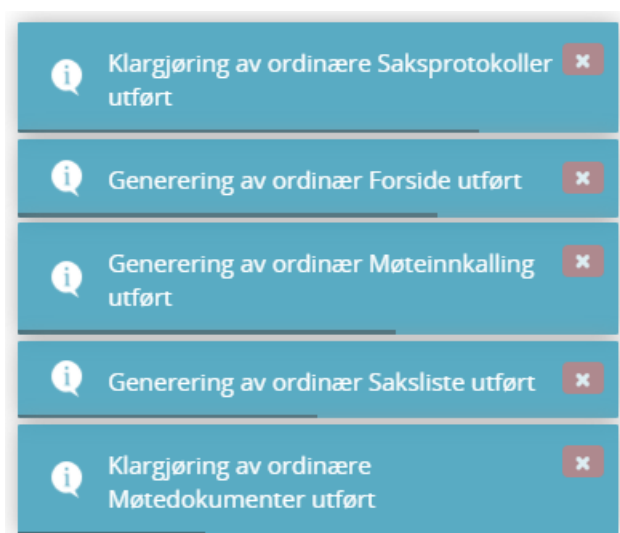 Klargjøring av ordinære Saksprotokoller
utført
Generering av ordinær Forside utført
Generering av ordinær Møteinnkalling
utført
Generering av ordinær Saksliste utført
Klargjøring av ordinære
Møtedokumenter utført